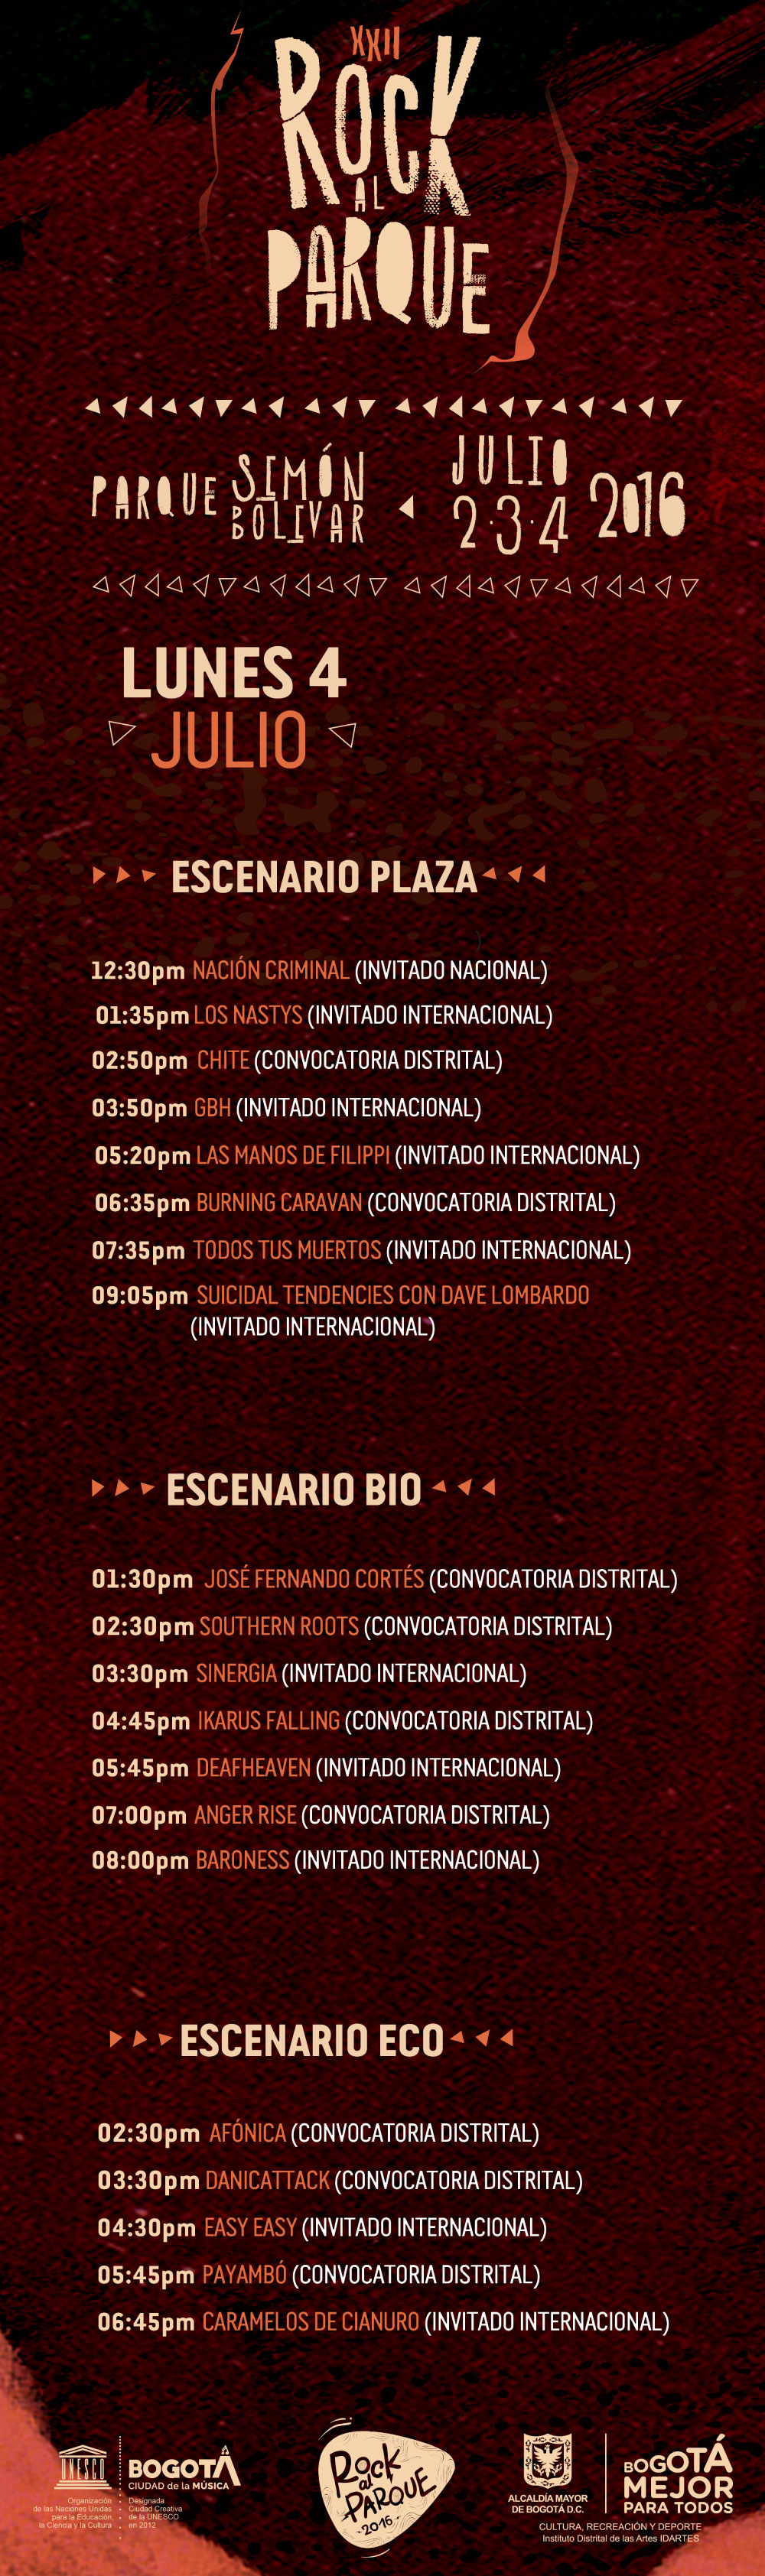 XXII
ROCK
AL
PARQUE
PARQUE SIMÓN BOLIVAR
JULIO 2·3·4 2016
LUNES 4
JULIO
ESCENARIO PLAZA
12:30pm NACIÓN CRIMINAL (INVITADO NACIONAL)
01:35pm LOS NASTYS (INVITADO INTERNACIONAL)
02:50pm CHITE (CONVOCATORIA DISTRITAL)
03:50pm GBH (INVITADO INTERNACIONAL)
05:20pm LAS MANOS DE FILIPPI (INVITADO INTERNACIONAL)
06:35pm BURNING CARAVAN (CONVOCATORIA DISTRITAL)
07:35pm TODOS TUS MUERTOS (INVITADO INTERNACIONAL)
09:05pm SUICIDAL TENDENCIES CON DAVE LOMBARDO
(INVITADO INTERNACIONAL)
ESCENARIO BIO
01:30pm JOSÉ FERNANDO CORTÉS (CONVOCATORIA DISTRITAL)
02:30pm SOUTHERN ROOTS (CONVOCATORIA DISTRITAL)
03:30pm SINERGIA (INVITADO INTERNACIONAL)
04:45pm IKARUS FALLING (CONVOCATORIA DISTRITAL)
05:45pm DEAFHEAVEN (INVITADO INTERNACIONAL)
07:00pm ANGER RISE (CONVOCATORIA DISTRITAL)
08:00pm BARONESS (INVITADO INTERNACIONAL)
ESCENARIO ECO
02:30pm AFÓNICA (CONVOCATORIA DISTRITAL)
03:30pm DANICATTACK (CONVOCATORIA DISTRITAL)
04:30pm EASY EASY (INVITADO INTERNACIONAL)
05:45pm PAYAMBÓ (CONVOCATORIA DISTRITAL)
06:45pm CARAMELOS DE CIANURO (INVITADO INTERNACIONAL)
UNESCO
Organización
de las Naciones Unidas
para la Educación,
la Ciencia y la Cultura
BOGOTÁ
CIUDAD de la MÚSICA
Designada
Ciudad Creativa
de la UNESCO
en 2012
Rock
al
PARQUE
2016
ALCALDÍA MAYOR
DE BOGOTÁ D.C.
BOGOTÁ
MEJOR
PARA TODOS
CULTURA, RECREACIÓN Y DEPORTE
Instituto Distrital de las Artes IDARTES